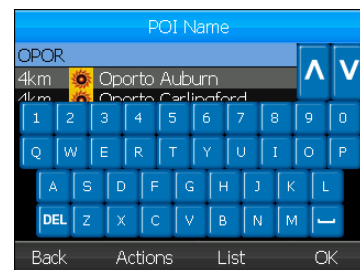 POI Name
OPOR
4km Oporto Auburn
4km Oporto Carlingford
1 2 3 4 5 6 7 8 9 0
Q W E R T Y U I O P
A S D F G H J K L
DEL Z X C V B N M
Back Actions List OK